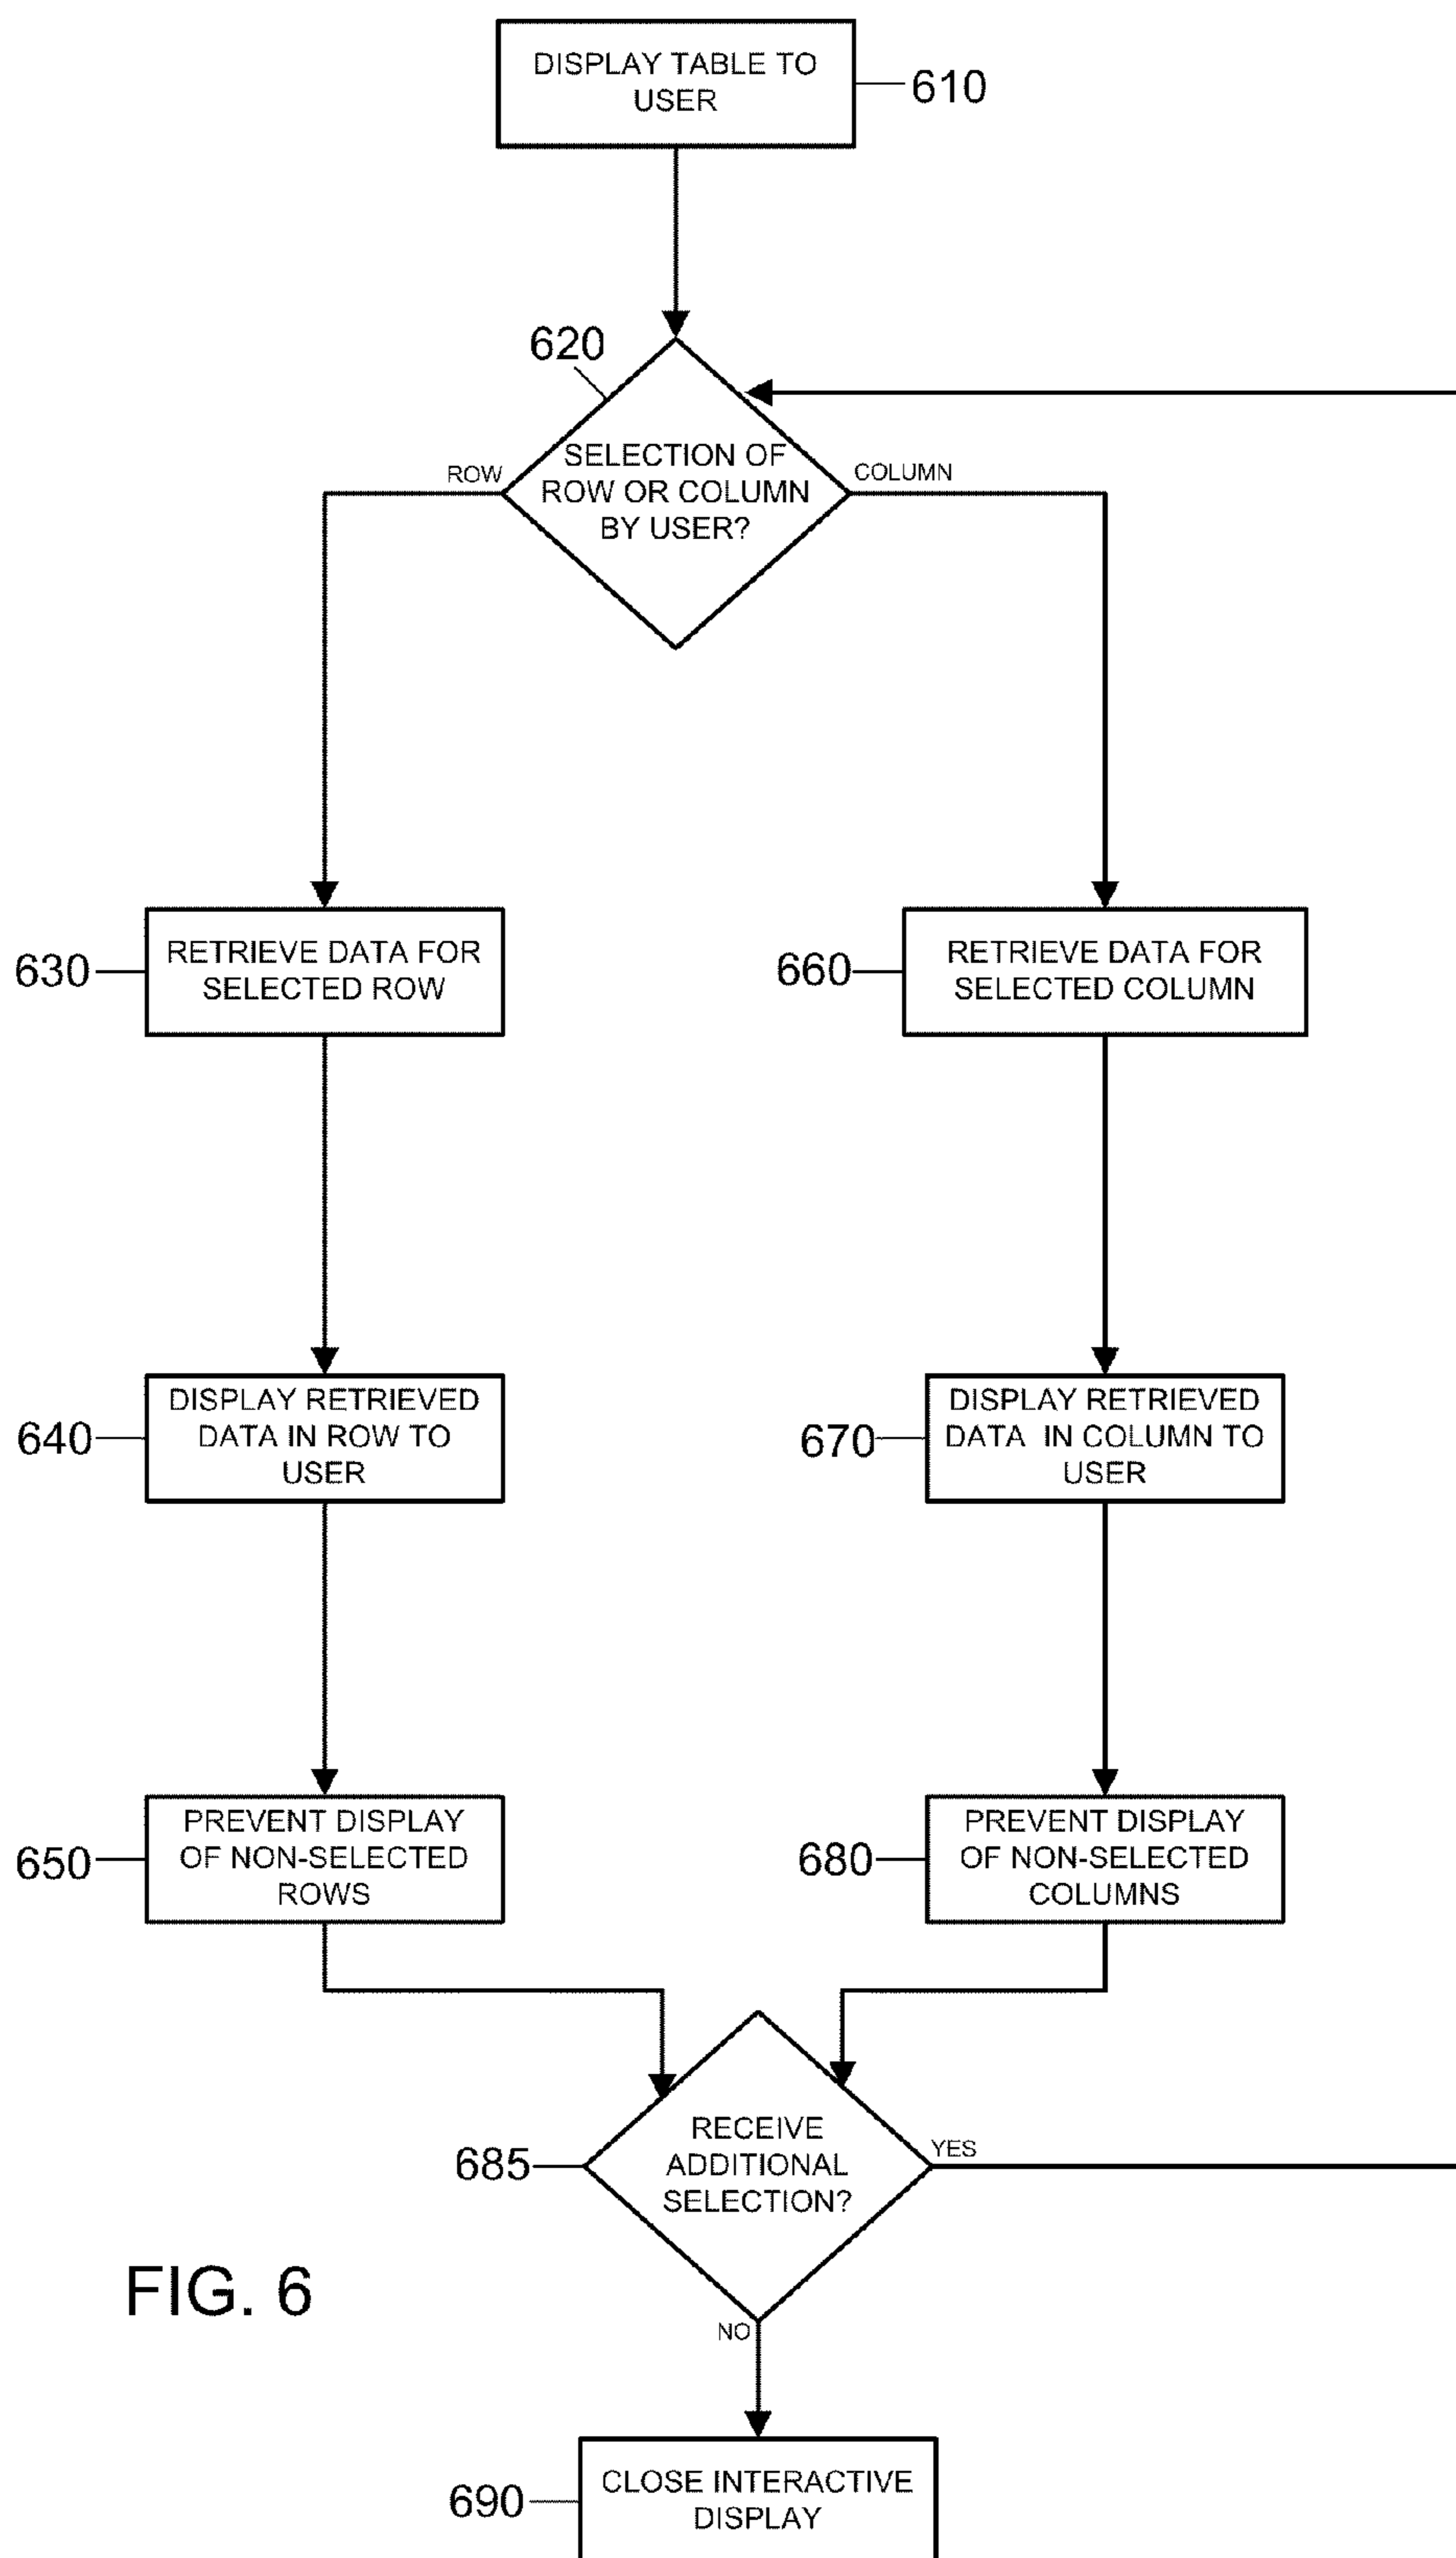 DISPLAY TABLE TO
USER
610
620
SELECTION OF
ROW OR COLUMN
BY USER?
ROW
COLUMN
630
RETRIEVE DATA FOR
SELECTED ROW
660
RETRIEVE DATA FOR
SELECTED COLUMN
640
DISPLAY RETRIEVED
DATA IN ROW TO
USER
670
DISPLAY RETRIEVED
DATA IN COLUMN TO
USER
650
PREVENT DISPLAY
OF NON-SELECTED
ROWS
680
PREVENT DISPLAY
OF NON-SELECTED
COLUMNS
685
RECEIVE
ADDITIONAL
SELECTION?
YES
FIG. 6
NO
690
CLOSE INTERACTIVE
DISPLAY